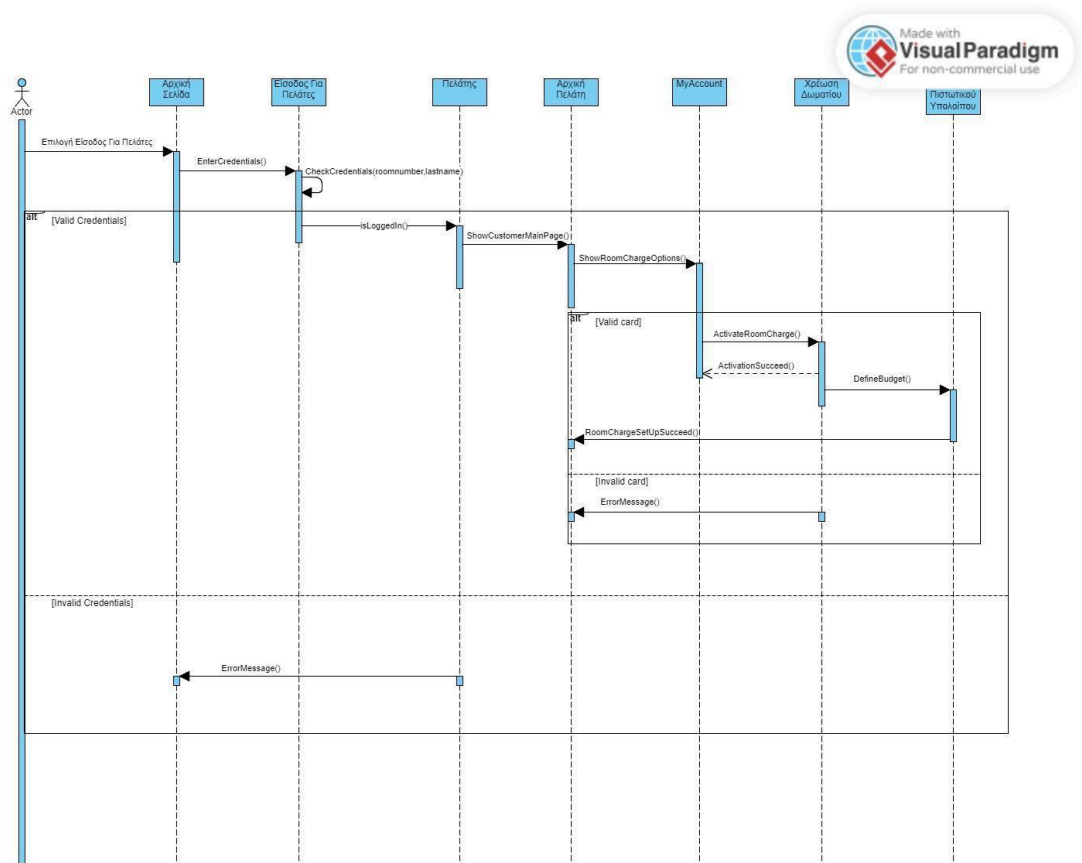 Made with
Visual Paradigm
For non-commercial use
Actor
Αρχική
Σελίδα
Είσοδος Για
Πελάτες
Πελάτης
Αρχική
Πελάτη
MyAccount
Χρέωση
Δωματίου
Πιστωτικού
Υπολοίπου
Επιλογή Είσοδος Για Πελάτες
EnterCredentials()
CheckCredentials(roomnumber,lastname)
alt
[Valid Credentials]
isLoggedIn()
ShowCustomerMainPage()
ShowRoomChargeOptions()
alt
[Valid card]
ActivateRoomCharge()
ActivationSucceed()
DefineBudget()
RoomChargeSetUpSucceed()
[Invalid card]
ErrorMessage()
[Invalid Credentials]
ErrorMessage()